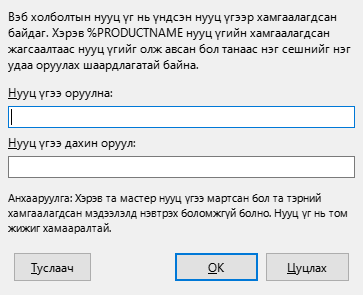 Вэб холболтын нууц үг нь үндсэн нууц үгээр хамгаалагдсан
байдаг. Хэрэв %PRODUCTNAME нууц үгийн хамгаалагдсан
жагсаалтаас нууц үгийг олж авсан бол танаас нэг сешнийг нэг
удаа оруулах шаардлагатай байна.
Нууц үгээ оруулна:
Нууц үгээ дахин оруул:
Анхааруулга: Хэрэв та мастер нууц үгээ мартсан бол та тэрний
хамгаалагдсан мэдээлэлд нэвтрэх боломжгүй болно. Нууц үг нь том
жижиг хамааралтай.
Туслаач
OK
Цуцлах